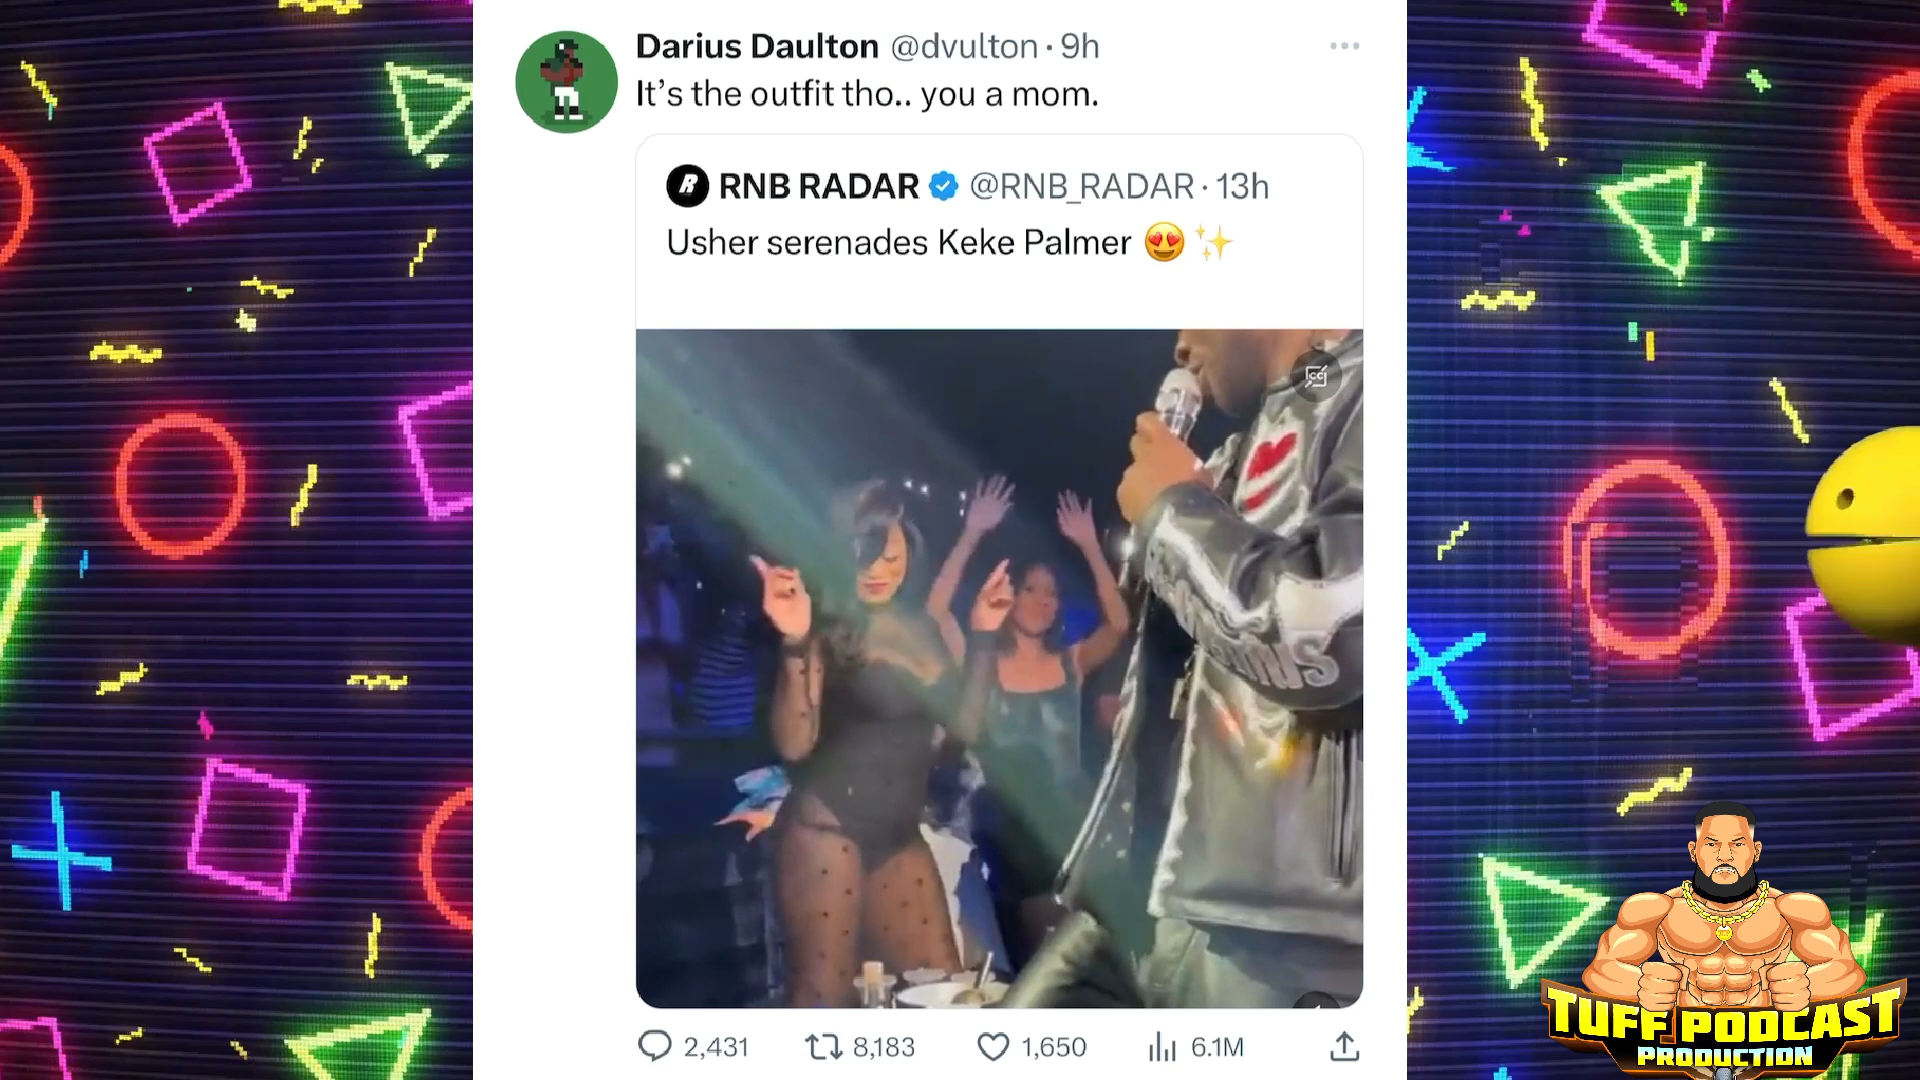 Darius Daulton @dvulton · 9h
It's the outfit tho.. you a mom.
RNB RADAR @RNB_RADAR · 13h
Usher serenades Keke Palmer 😍 ✨
CC
2,431 8,183 1,650 6.1M
TUFF PODCAST
PRODUCTION